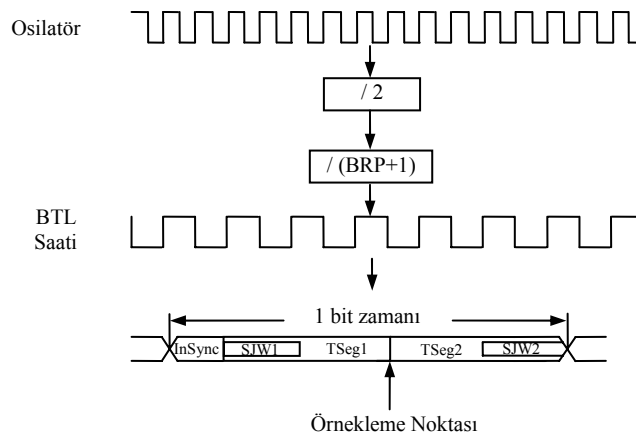 Osilatör
/ 2
/ (BRP+1)
BTL
Saati
1 bit zamanı
InSync SJW1 TSeg1 TSeg2 SJW2
Örnekleme Noktası